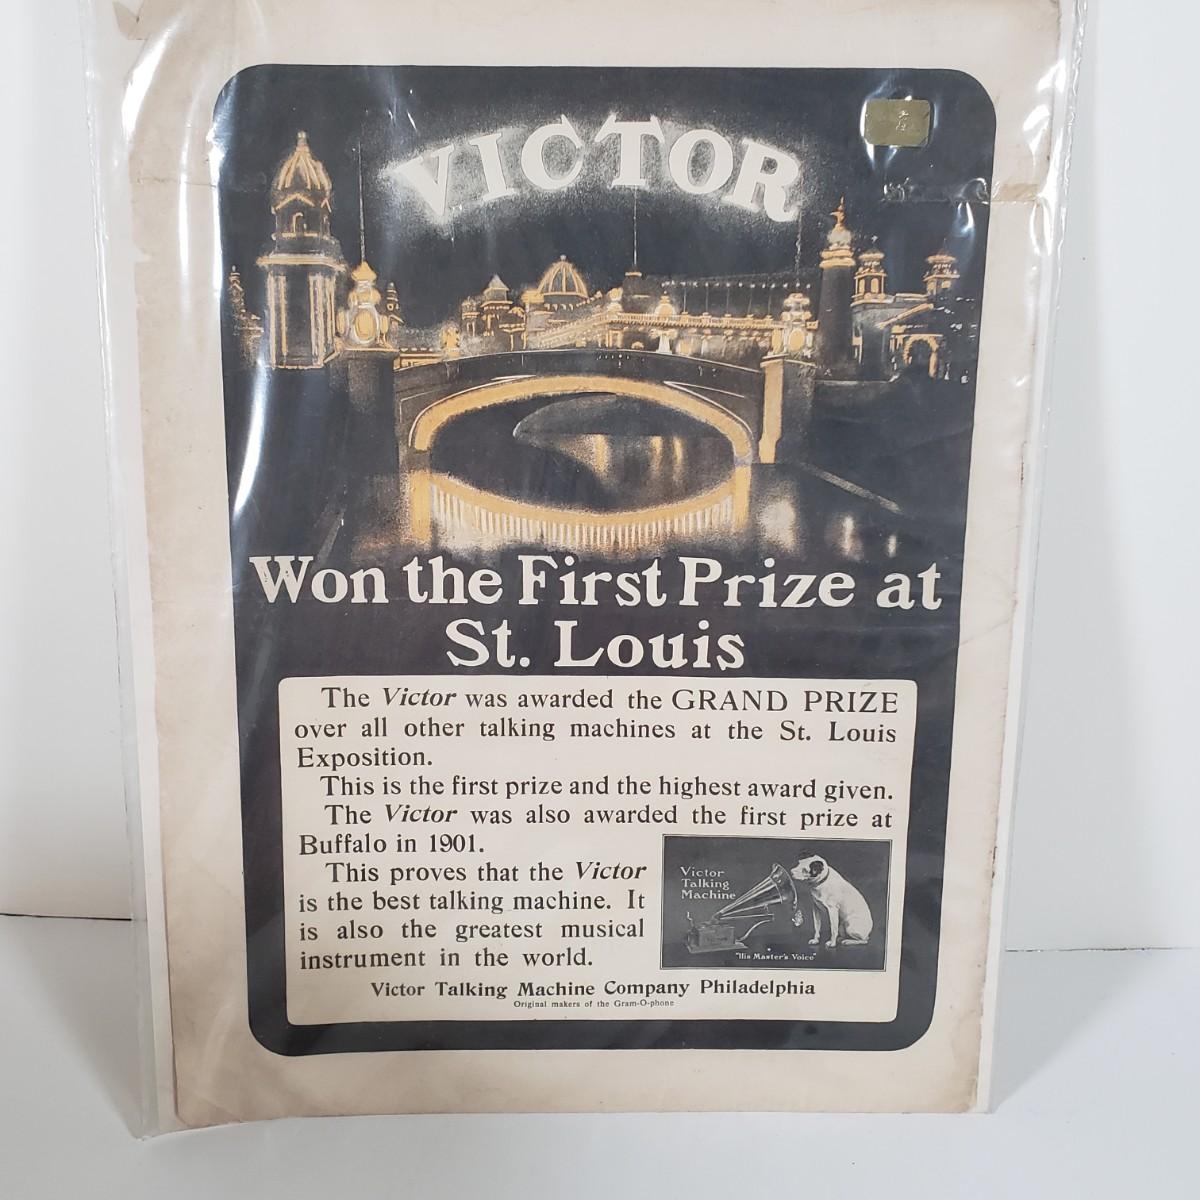 VICTOR
Won the First Prize at
St. Louis
The Victor was awarded the GRAND PRIZE
over all other talking machines at the St. Louis
Exposition.
This is the first prize and the highest award given.
The Victor was also awarded the first prize at
Buffalo in 1901.
This proves that the Victor
is the best talking machine. It
is also the greatest musical
instrument in the world.
Victor
Talking
Machine
"His Master's Voice"
Victor Talking Machine Company Philadelphia
Original makers of the Gram-O-phone